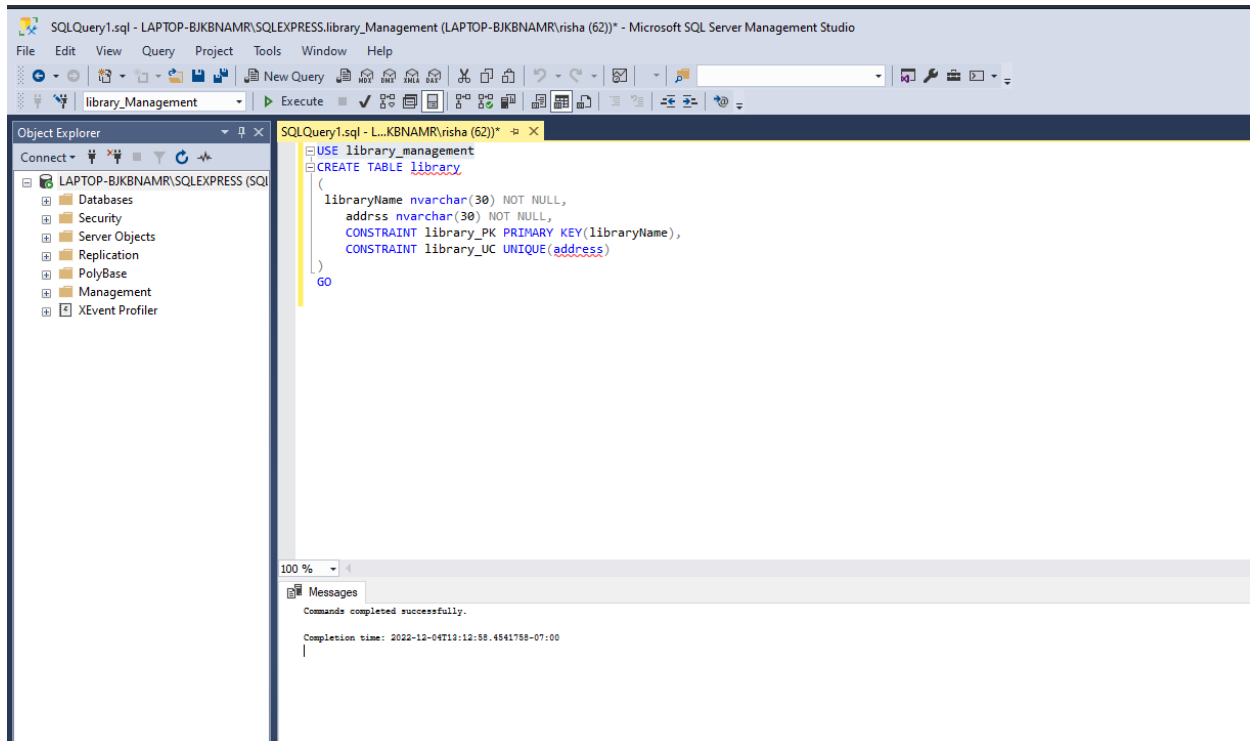 SQLQuery1.sql - LAPTOP-BJKBNAMR\SQLEXPRESS.library_Management (LAPTOP-BJKBNAMR\risha (62))* - Microsoft SQL Server Management Studio
File Edit View Query Project Tools Window Help
New Query MDX DMX XMLA DAX
library_Management Execute
Object Explorer
SQLQuery1.sql - L...KBNAMR\risha (62))*
Connect
LAPTOP-BJKBNAMR\SQLEXPRESS (SQL
Databases
Security
Server Objects
Replication
PolyBase
Management
XEvent Profiler
USE library_management
CREATE TABLE library
(
libraryName nvarchar(30) NOT NULL,
addrss nvarchar(30) NOT NULL,
CONSTRAINT library_PK PRIMARY KEY(libraryName),
CONSTRAINT library_UC UNIQUE(address)
)
GO
100 %
Messages
Commands completed successfully.
Completion time: 2022-12-04T13:12:58.4541758-07:00